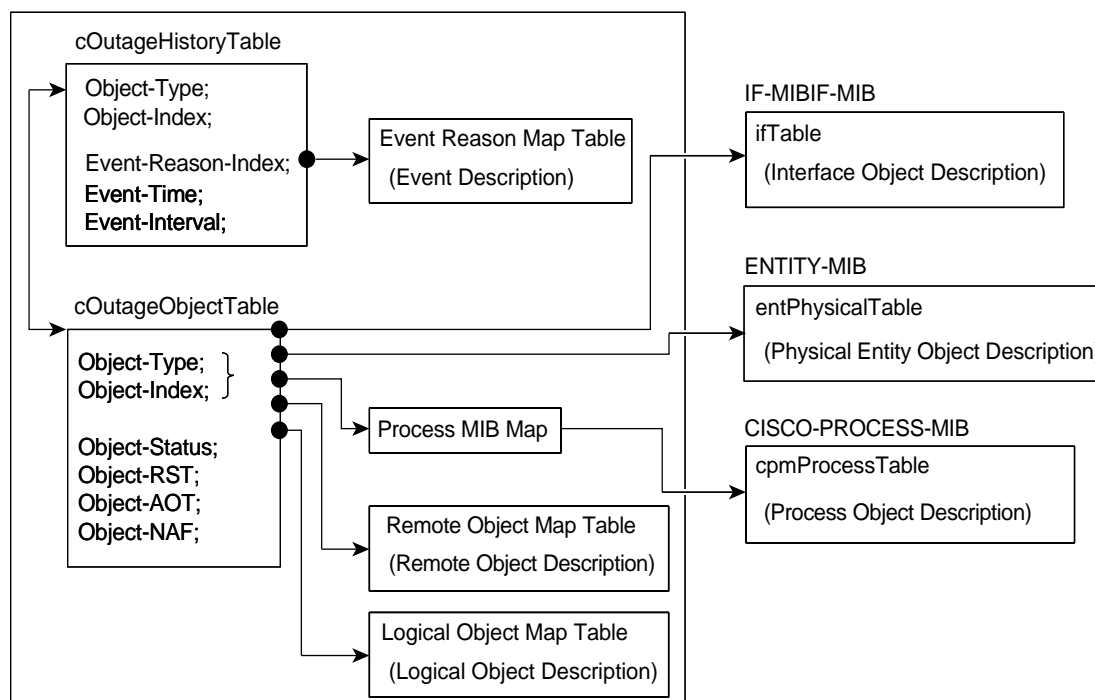 cOutageHistoryTable
Object-Type;
Object-Index;
Event-Reason-Index;
Event-Time;
Event-Interval;
Event Reason Map Table
(Event Description)
IF-MIBIF-MIB
ifTable
(Interface Object Description)
cOutageObjectTable
Object-Type;
Object-Index;
Object-Status;
Object-RST;
Object-AOT;
Object-NAF;
ENTITY-MIB
entPhysicalTable
(Physical Entity Object Description)
Process MIB Map
CISCO-PROCESS-MIB
cpmProcessTable
(Process Object Description)
Remote Object Map Table
(Remote Object Description)
Logical Object Map Table
(Logical Object Description)